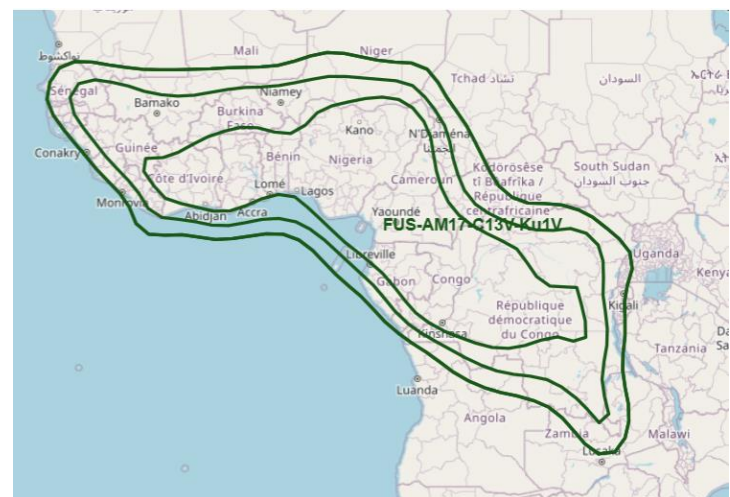 نواكشوط
Mali
Niger
Tchad تشاد
السودان
Sénégal
Bamako
Niamey
Burkina
Faso
Kano
N'Djaména
انجمينا
Conakry
Guinée
Bénin
Nigeria
Ködörösêse
tî Bêafrîka /
République
centrafricaine
South Sudan
جنوب السودان
Côte d'Ivoire
Cameroun
Monrovia
Abidjan
Accra
Lomé
Lagos
Yaoundé
FUS-AM17-C13V-Ku1V
Libreville
Gabon
Congo
Uganda
Kenya
Kigali
République
démocratique
du Congo
Kinshasa
Tanzania
Luanda
Angola
Zambia
Malawi
Lusaka